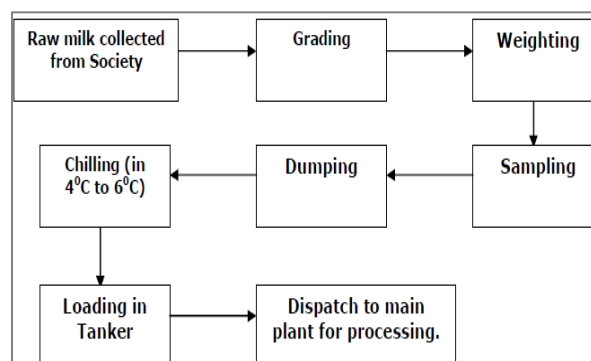 Raw milk collected
from Society
Grading
Weighting
Sampling
Dumping
Chilling (in
4⁰C to 6⁰C)
Loading in
Tanker
Dispatch to main
plant for processing.